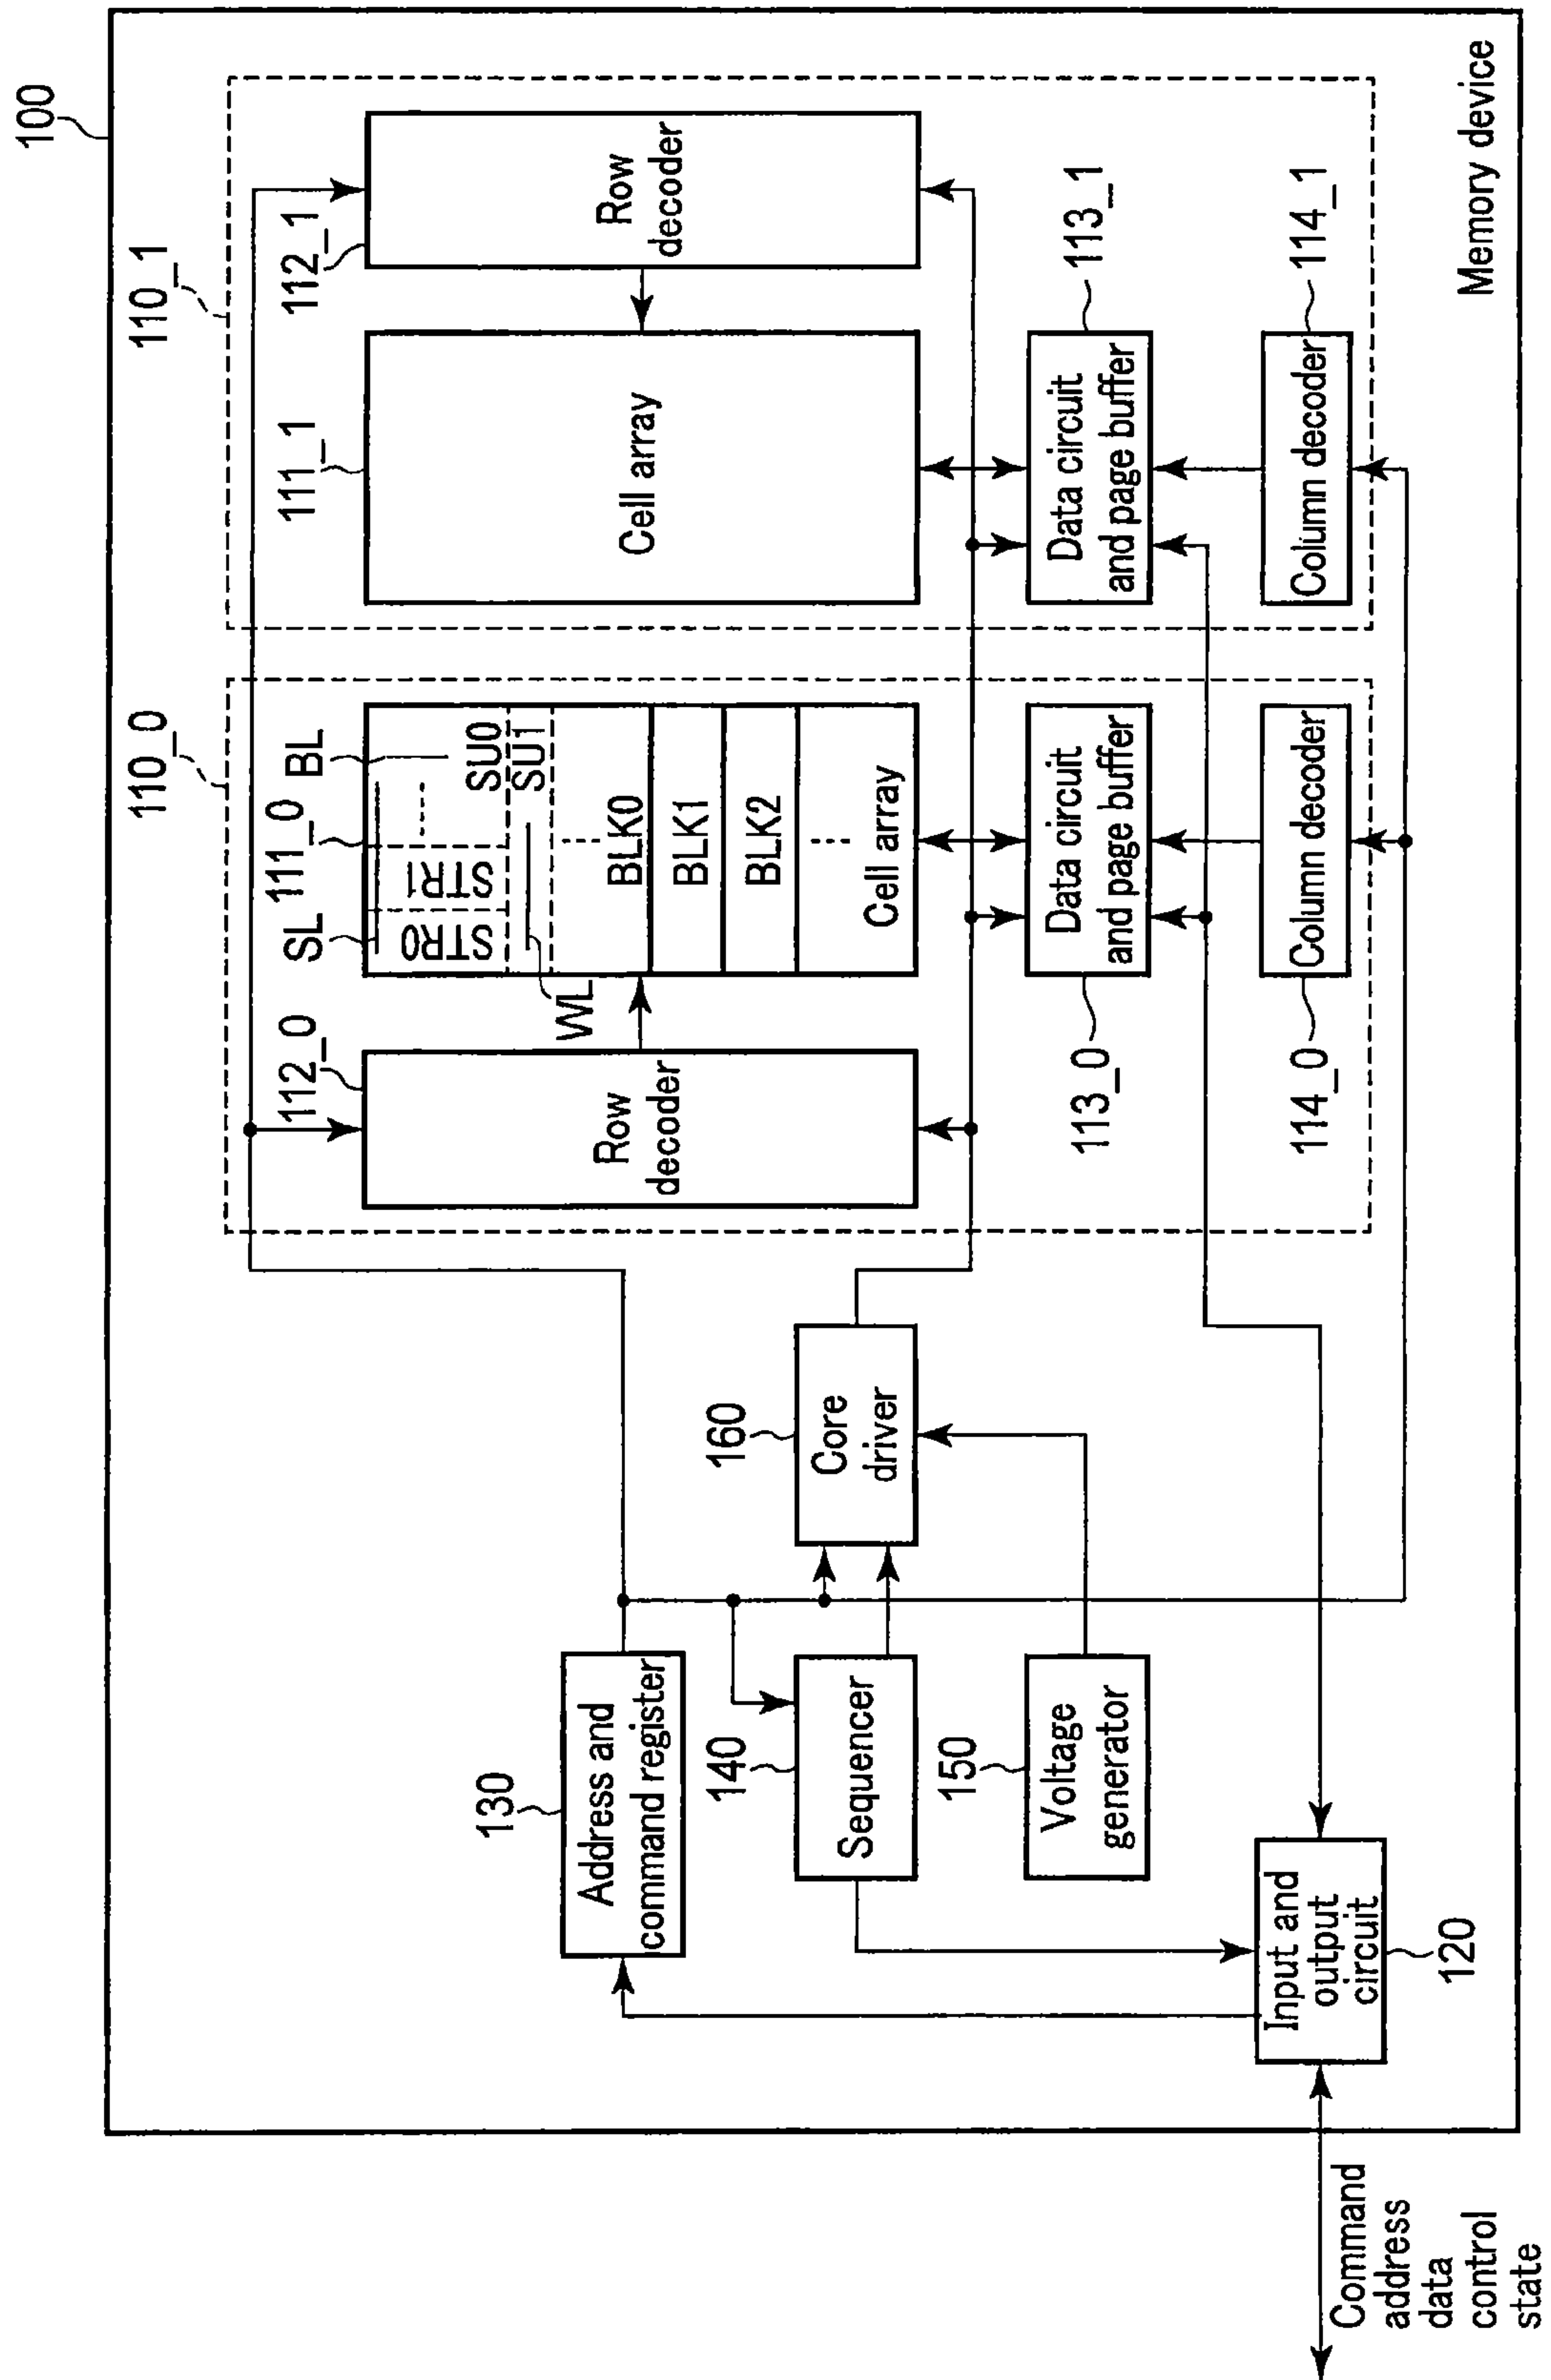 100
110_0
110_1
SL
111_0
BL
112_0
111_1
112_1
STR0
STR1
SU0
SU1
WL
BLK0
BLK1
BLK2
Cell array
Row
decoder
Cell array
Row
decoder
130
Address and
command register
140
Sequencer
160
Core
driver
150
Voltage
generator
113_0
Data circuit
and page buffer
Data circuit
and page buffer
113_1
114_0
Column decoder
Column decoder
114_1
Input and
output
circuit
120
Memory device
Command
address
data
control
state